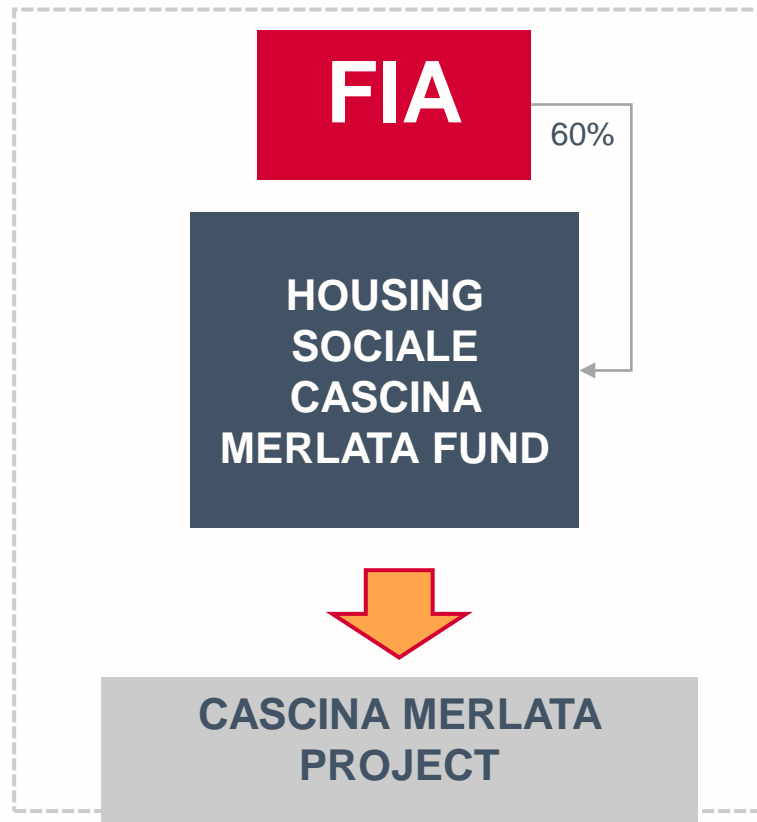 FIA
60%
HOUSING
SOCIALE
CASCINA
MERLATA FUND
CASCINA MERLATA
PROJECT